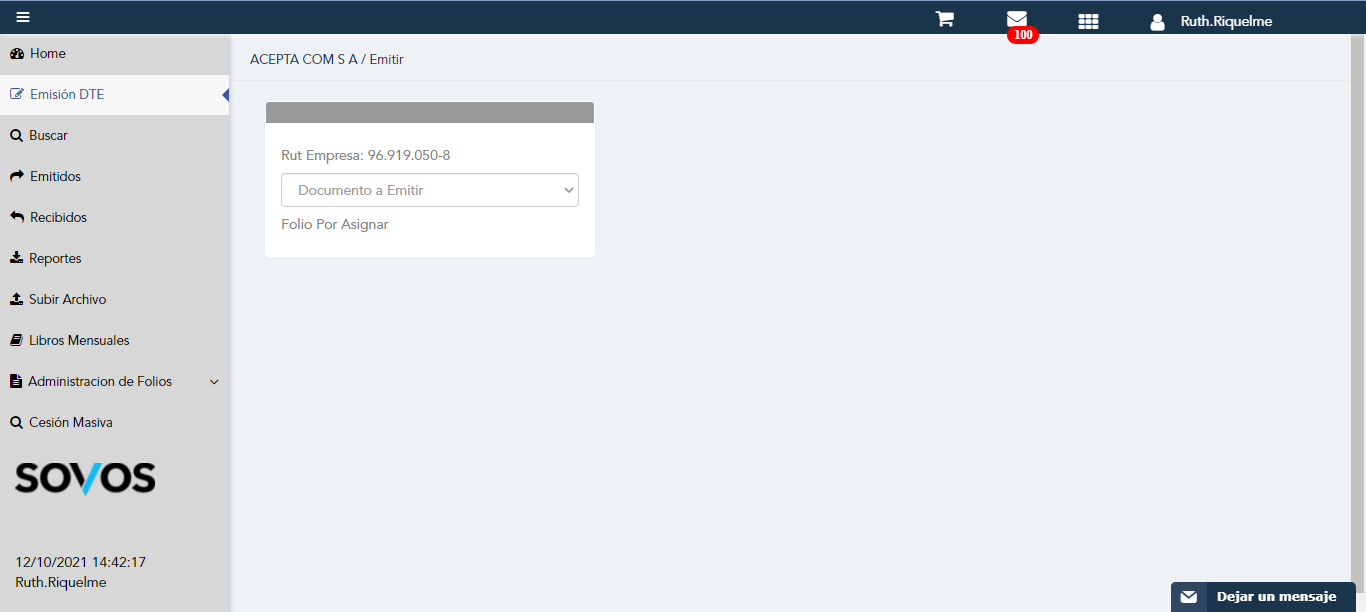 100
Ruth.Riquelme
Home
Emisión DTE
Buscar
Emitidos
Recibidos
Reportes
Subir Archivo
Libros Mensuales
Administracion de Folios
Cesión Masiva
SOVOS
12/10/2021 14:42:17
Ruth.Riquelme
ACEPTA COM S A / Emitir
Rut Empresa: 96.919.050-8
Documento a Emitir
Folio Por Asignar
Dejar un mensaje